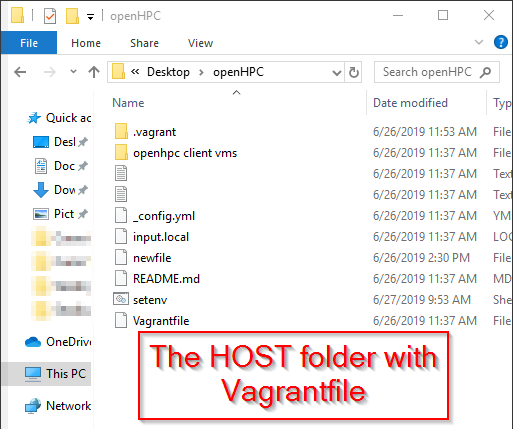 openHPC
File Home Share View
Desktop openHPC
Search openHPC
Name Date modified Ty
Quick ac
.vagrant 6/26/2019 11:53 AM File
Desl
openhpc client vms 6/26/2019 11:37 AM File
Doc
6/26/2019 11:37 AM Text
Dow
6/26/2019 11:37 AM Text
Pict
_config.yml 6/26/2019 11:37 AM YM
input.local 6/26/2019 11:37 AM LOC
newfile 6/26/2019 2:30 PM File
README.md 6/26/2019 11:37 AM MD
setenv 6/27/2019 9:53 AM She
Vagrantfile 6/26/2019 11:37 AM File
OneDrive
This PC
Network
The HOST folder with
Vagrantfile